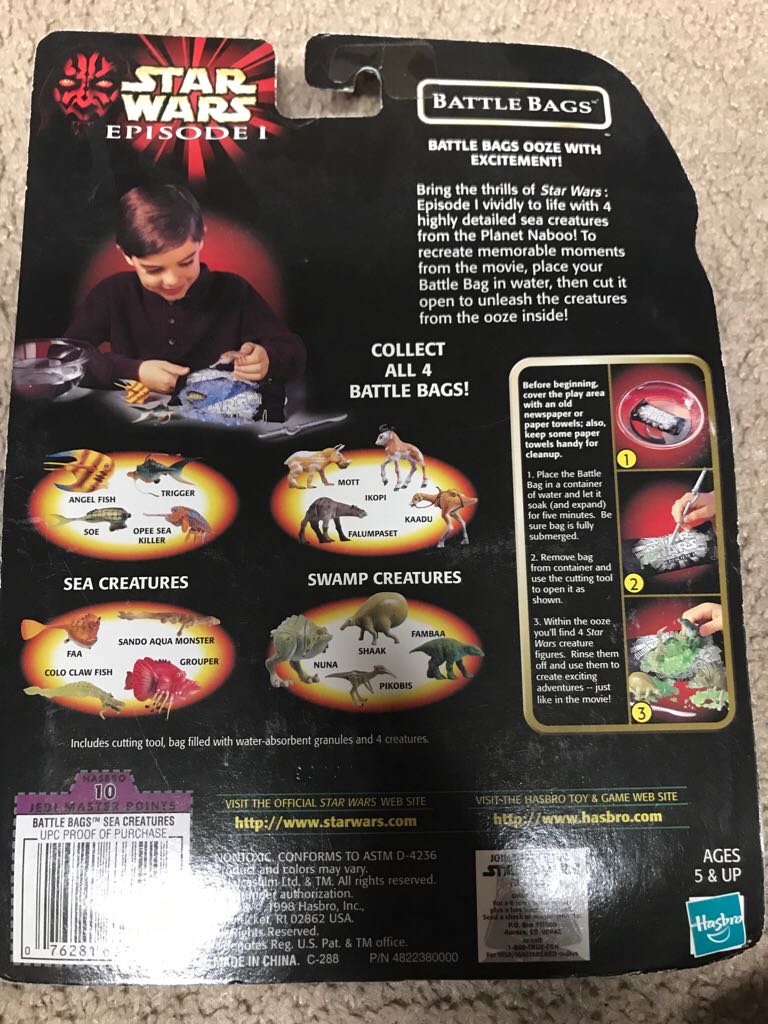 STAR
WARS
EPISODE I
BATTLE BAGS™
BATTLE BAGS OOZE WITH
EXCITEMENT!
Bring the thrills of Star Wars:
Episode I vividly to life with 4
highly detailed sea creatures
from the Planet Naboo! To
recreate memorable moments
from the movie, place your
Battle Bag in water, then cut it
open to unleash the creatures
from the ooze inside!
COLLECT
ALL 4
BATTLE BAGS!
ANGEL FISH
TRIGGER
SOE
OPEE SEA
KILLER
SEA CREATURES
MOTT
IKOPI
KAADU
FALUMPASET
SWAMP CREATURES
FAA
SANDO AQUA MONSTER
COLO CLAW FISH
GROUPER
NUNA
SHAAK
FAMBAA
PIKOBIS
Before beginning,
cover the play area
with an old
newspaper or
paper towels; also,
keep some paper
towels handy for
cleanup.
1. Place the Battle
Bag in a container
of water and let it
soak (and expand)
for five minutes. Be
sure bag is fully
submerged.
2. Remove bag
from container and
use the cutting tool
to open it as
shown.
3. Within the ooze
you'll find 4 Star
Wars creature
figures. Rinse them
off and use them to
create exciting
adventures -- just
like in the movie!
1
2
3
Includes cutting tool, bag filled with water-absorbent granules and 4 creatures.
HASBRO
10
JEDI MASTER POINTS
BATTLE BAGS™ SEA CREATURES
UPC PROOF OF PURCHASE
0 76281
VISIT THE OFFICIAL STAR WARS WEB SITE
http://www.starwars.com
VISIT THE HASBRO TOY & GAME WEB SITE
http://www.hasbro.com
NONTOXIC. CONFORMS TO ASTM D-4236
and colors may vary.
Ltd. & TM. All rights reserved.
under authorization.
1998 Hasbro, Inc.,
RI 02862 USA.
Rights Reserved.
Reg. U.S. Pat. & TM office.
MADE IN CHINA. C-288 P/N 4822380000
AGES
5 & UP
Hasbro